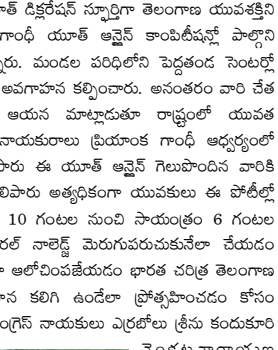 డిక్లరేషన్ స్ఫూర్తిగా తెలంగాణ యువశక్తిని
గాంధీ యూత్ ఆన్లైన్ కాంపిటీషన్లో పాల్గొని
మండల పరిధిలోని పెద్దతండ సెంటర్లో
అవగాహన కల్పించారు. అనంతరం వారి చేత
ఆయన మాట్లాడుతూ రాష్ట్రంలో యువత
నాయకురాలు ప్రియాంక గాంధీ ఆధ్వర్యంలో
ఈ యూత్ ఆన్లైన్ గెలుపొందిన వారికి
అత్యధికంగా యువకులు ఈ పోటీల్లో
10 గంటల నుంచి సాయంత్రం 6 గంటల
నాలెడ్జ్ మెరుగుపరుచుకునేలా చేయడం
ఆలోచింపజేయడం భారత చరిత్ర తెలంగాణ
కలిగి ఉండేలా ప్రోత్సహించడం కోసం
నాయకులు ఎర్రబోలు శ్రీను కందుకూరి